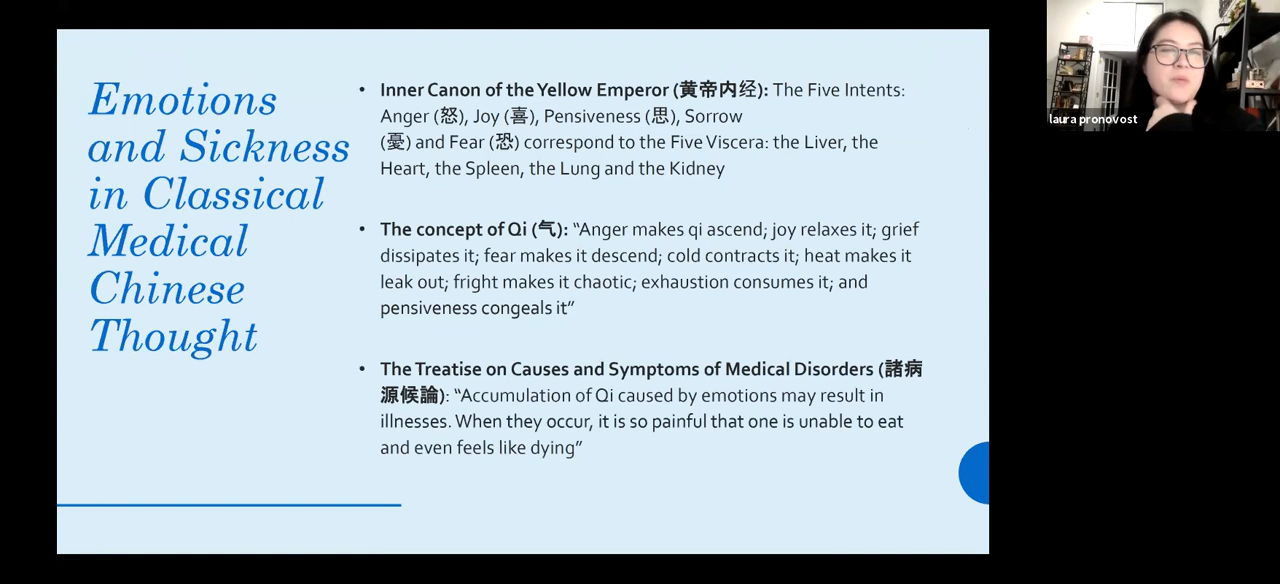 Emotions
and Sickness
in Classical
Medical
Chinese
Thought
• Inner Canon of the Yellow Emperor (黄帝内经): The Five Intents:
Anger (怒), Joy (喜), Pensiveness (思), Sorrow
(憂) and Fear (恐) correspond to the Five Viscera: the Liver, the
Heart, the Spleen, the Lung and the Kidney
• The concept of Qi (气): “Anger makes qi ascend; joy relaxes it; grief
dissipates it; fear makes it descend; cold contracts it; heat makes it
leak out; fright makes it chaotic; exhaustion consumes it; and
pensiveness congeals it”
• The Treatise on Causes and Symptoms of Medical Disorders (諸病
源候論): “Accumulation of Qi caused by emotions may result in
illnesses. When they occur, it is so painful that one is unable to eat
and even feels like dying”
laura pronovost